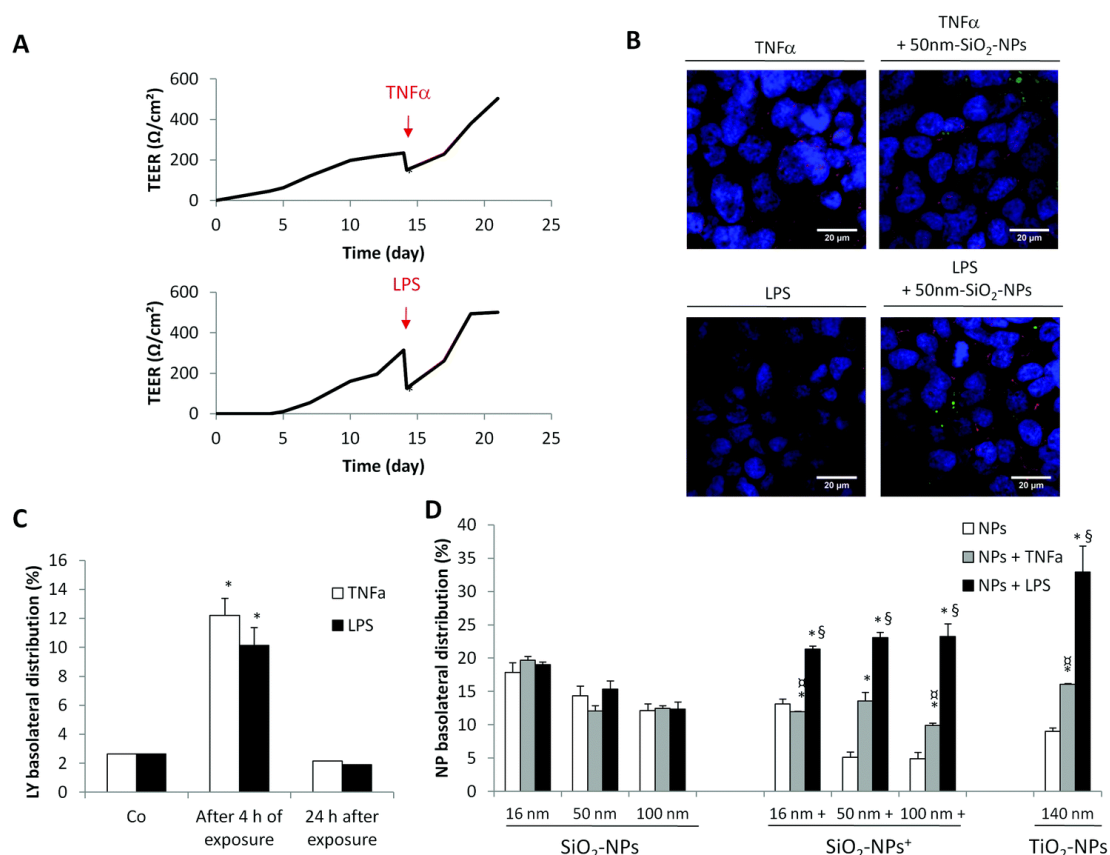 A
600
400
200
0
TEER (Ω/cm²)
TNFα
*
0 5 10 15 20 25
Time (day)
600
400
200
0
TEER (Ω/cm²)
LPS
*
0 5 10 15 20 25
Time (day)
B
TNFα
TNFα
+ 50nm-SiO₂-NPs
20 µm
20 µm
LPS
LPS
+ 50nm-SiO₂-NPs
20 µm
20 µm
C
16
14
12
10
8
6
4
2
0
LY basolateral distribution (%)
TNFa
LPS
*
*
Co
After 4 h of
exposure
24 h after
exposure
D
40
35
30
25
20
15
10
5
0
NP basolateral distribution (%)
NPs
NPs + TNFa
NPs + LPS
¤
*
* §
*
* §
¤
*
* §
¤
*
* §
16 nm 50 nm 100 nm 16 nm + 50 nm + 100 nm + 140 nm
SiO₂-NPs SiO₂-NPs⁺ TiO₂-NPs